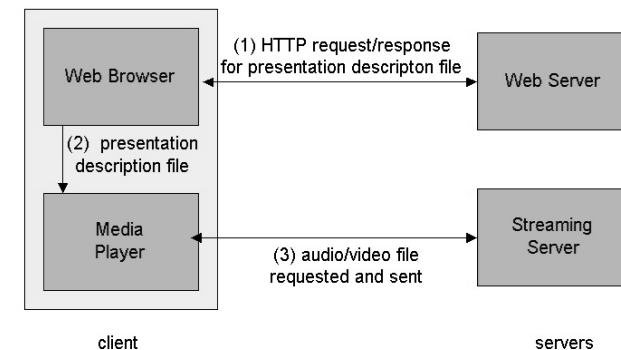 (1) HTTP request/response
for presentation descripton file
Web Browser
Web Server
(2) presentation
description file
Media
Player
Streaming
Server
(3) audio/video file
requested and sent
client
servers